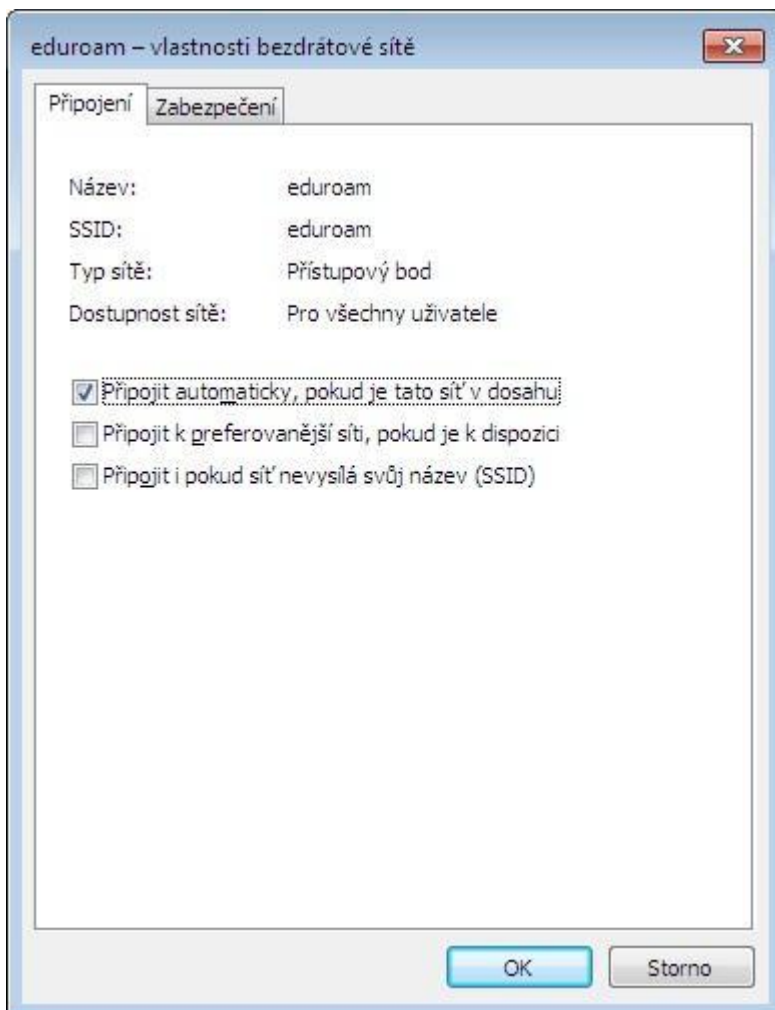 eduroam – vlastnosti bezdrátové sítě
Připojení Zabezpečení
Název: eduroam
SSID: eduroam
Typ sítě: Přístupový bod
Dostupnost sítě: Pro všechny uživatele
Připojit automaticky, pokud je tato síť v dosahu
Připojit k preferovanější síti, pokud je k dispozici
Připojit i pokud síť nevysílá svůj název (SSID)
OK Storno